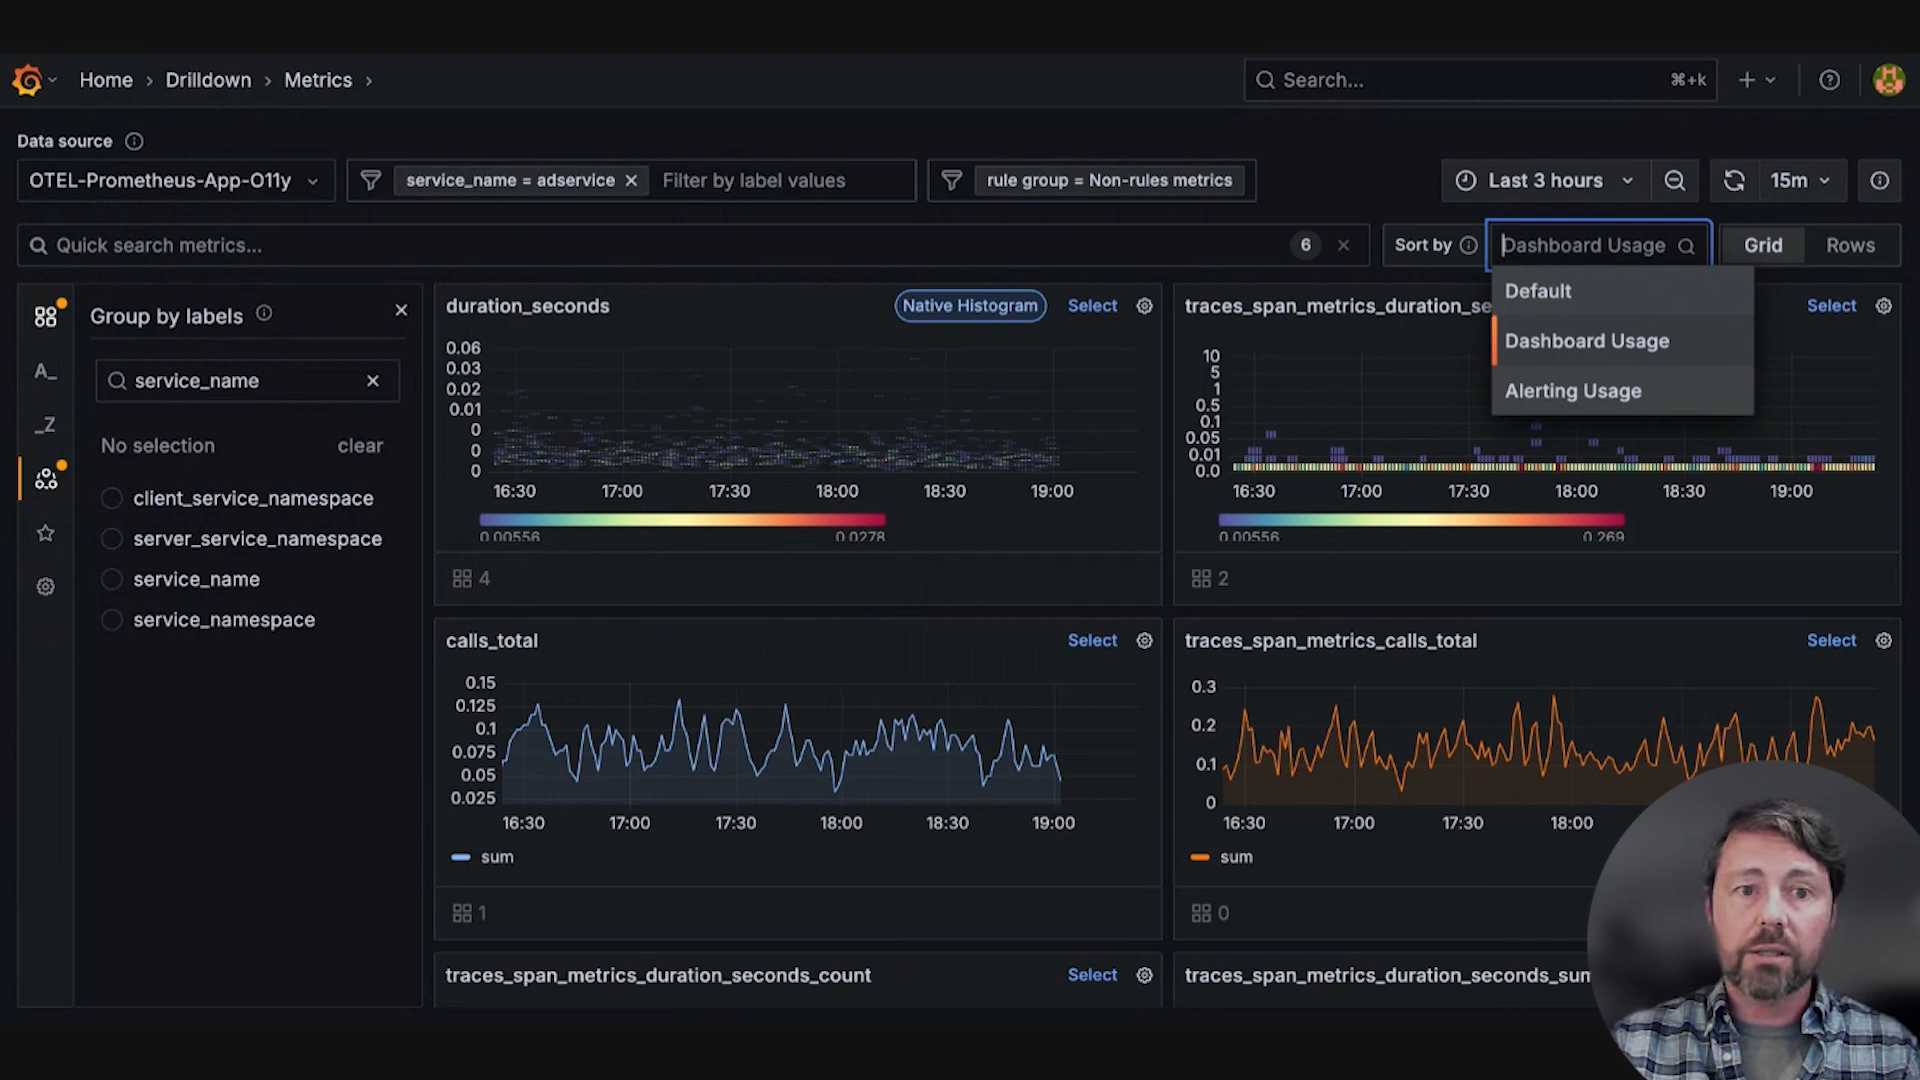 Home › Drilldown › Metrics ›
Search... ⌘+k
Data source
OTEL-Prometheus-App-O11y
service_name = adservice × Filter by label values
rule group = Non-rules metrics
Last 3 hours
15m
Quick search metrics...
6
Sort by
Dashboard Usage
Grid
Rows
Default
Dashboard Usage
Alerting Usage
A_
_Z
Group by labels
service_name
No selection
clear
client_service_namespace
server_service_namespace
service_name
service_namespace
duration_seconds
Native Histogram
Select
0.06
0.03
0.02
0.01
0
0
0
16:30 17:00 17:30 18:00 18:30 19:00
0.00556 0.0278
4
traces_span_metrics_duration_se
Select
10
5
1
0.5
0.1
0.05
0.01
0.0
16:30 17:00 17:30 18:00 18:30 19:00
0.00556 0.269
2
calls_total
Select
0.15
0.125
0.1
0.075
0.05
0.025
16:30 17:00 17:30 18:00 18:30 19:00
sum
1
traces_span_metrics_calls_total
Select
0.3
0.2
0.1
0
16:30 17:00 17:30 18:00
sum
0
traces_span_metrics_duration_seconds_count
Select
traces_span_metrics_duration_seconds_sum